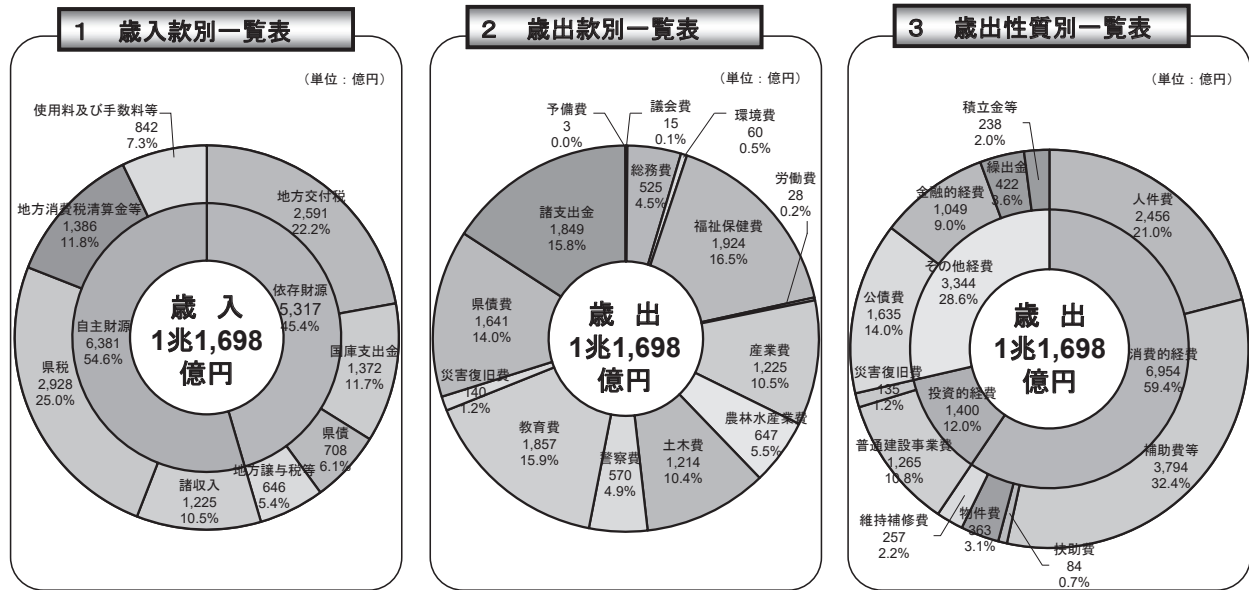 1 歳入款別一覧表
（単位：億円）
使用料及び手数料等
842
7.3%
地方消費税清算金等
1,386
11.8%
地方交付税
2,591
22.2%
依存財源
5,317
45.4%
自主財源
6,381
54.6%
歳 入
1兆1,698
億円
国庫支出金
1,372
11.7%
県税
2,928
25.0%
県債
708
6.1%
地方譲与税等
646
5.4%
諸収入
1,225
10.5%
2 歳出款別一覧表
（単位：億円）
予備費
3
0.0%
議会費
15
0.1%
環境費
60
0.5%
総務費
525
4.5%
労働費
28
0.2%
福祉保健費
1,924
16.5%
諸支出金
1,849
15.8%
県債費
1,641
14.0%
歳 出
1兆1,698
億円
産業費
1,225
10.5%
災害復旧費
140
1.2%
農林水産業費
647
5.5%
教育費
1,857
15.9%
警察費
570
4.9%
土木費
1,214
10.4%
3 歳出性質別一覧表
（単位：億円）
積立金等
238
2.0%
繰出金
422
3.6%
金融的経費
1,049
9.0%
人件費
2,456
21.0%
その他経費
3,344
28.6%
公債費
1,635
14.0%
歳 出
1兆1,698
億円
消費的経費
6,954
59.4%
災害復旧費
135
1.2%
投資的経費
1,400
12.0%
普通建設事業費
1,265
10.8%
補助費等
3,794
32.4%
維持補修費
257
2.2%
物件費
363
3.1%
扶助費
84
0.7%